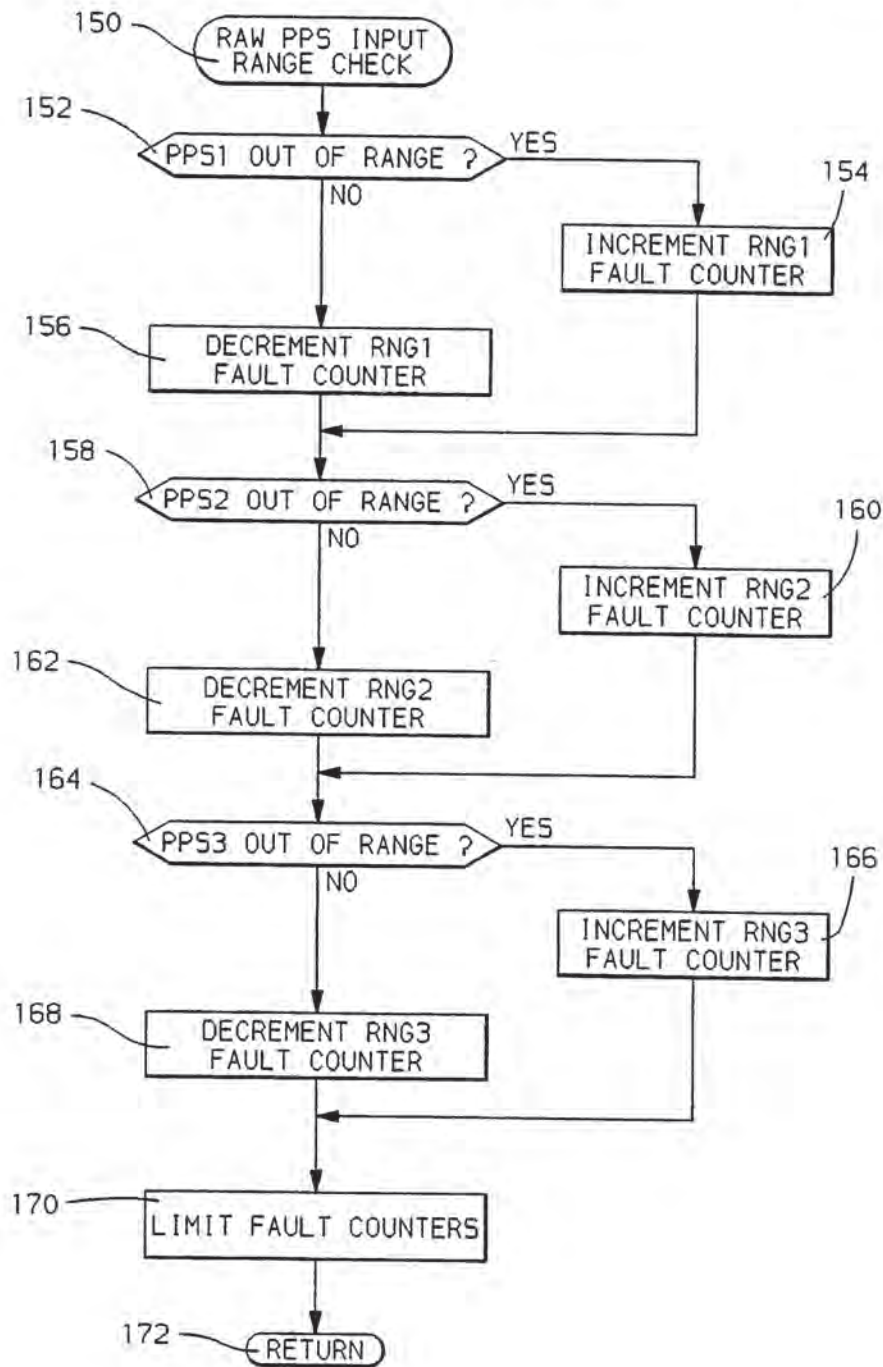 150
RAW PPS INPUT
RANGE CHECK
152
PPS1 OUT OF RANGE ?
YES
NO
154
INCREMENT RNG1
FAULT COUNTER
156
DECREMENT RNG1
FAULT COUNTER
158
PPS2 OUT OF RANGE ?
YES
NO
160
INCREMENT RNG2
FAULT COUNTER
162
DECREMENT RNG2
FAULT COUNTER
164
PPS3 OUT OF RANGE ?
YES
NO
166
INCREMENT RNG3
FAULT COUNTER
168
DECREMENT RNG3
FAULT COUNTER
170
LIMIT FAULT COUNTERS
172
RETURN